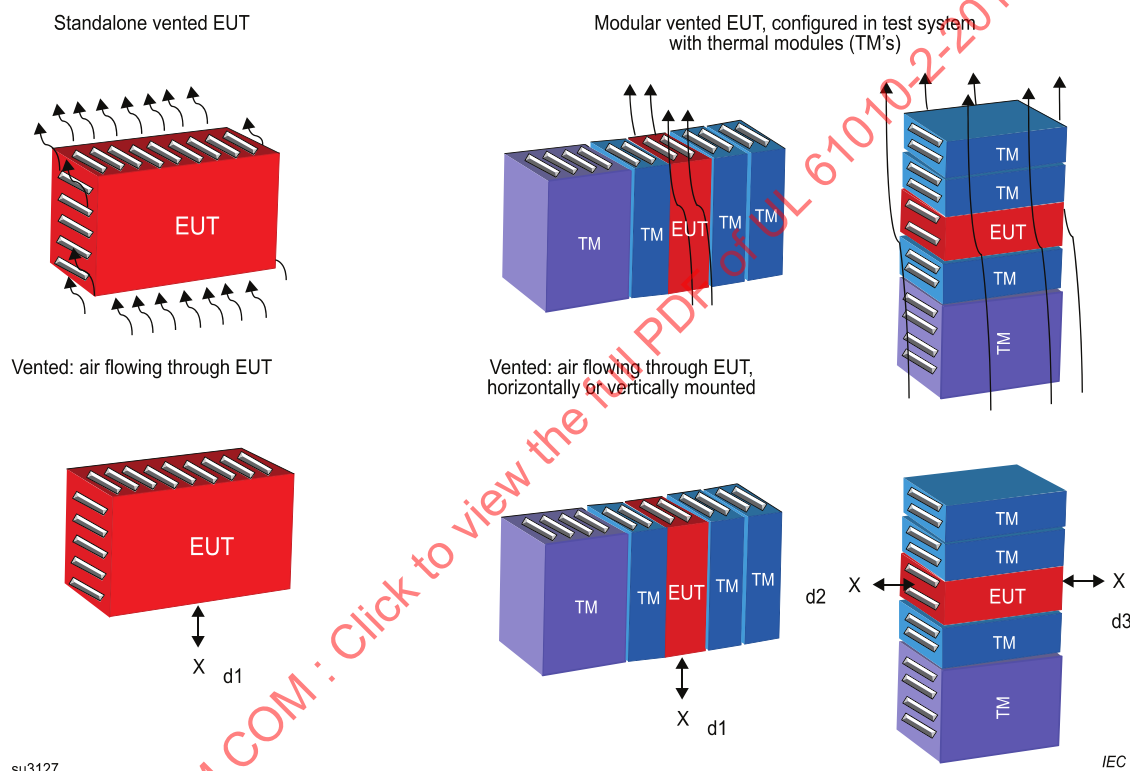 Standalone vented EUT
Modular vented EUT, configured in test system
with thermal modules (TM's)
EUT
TM
TM
EUT
TM
TM
TM
TM
EUT
TM
TM
Vented: air flowing through EUT
Vented: air flowing through EUT,
horizontally or vertically mounted
EUT
X
d1
TM
TM
EUT
TM
TM
X
d1
d2
X
X
d3
TM
TM
EUT
TM
TM
su3127
IEC
COM : Click to view the full PDF of UL 61010-2-201